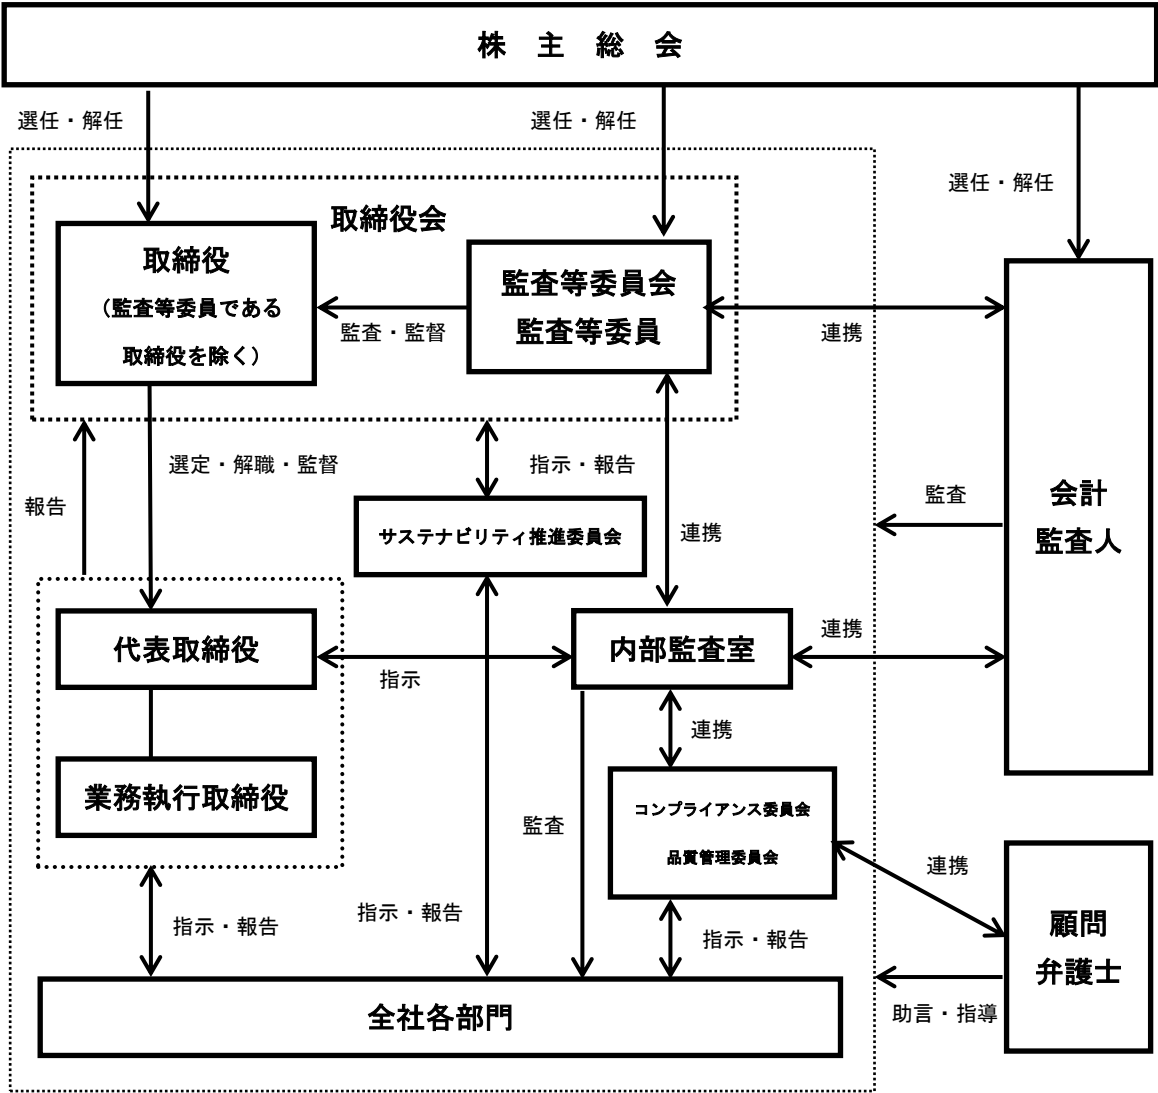 株 主 総 会
選任・解任
選任・解任
選任・解任
取締役会
取締役
（監査等委員である
取締役を除く）
監査等委員会
監査等委員
監査・監督
連携
選定・解職・監督
指示・報告
報告
連携
監査
会計
監査人
サステナビリティ推進委員会
代表取締役
内部監査室
連携
指示
連携
業務執行取締役
コンプライアンス委員会
品質管理委員会
監査
連携
指示・報告
指示・報告
指示・報告
顧問
弁護士
助言・指導
全社各部門